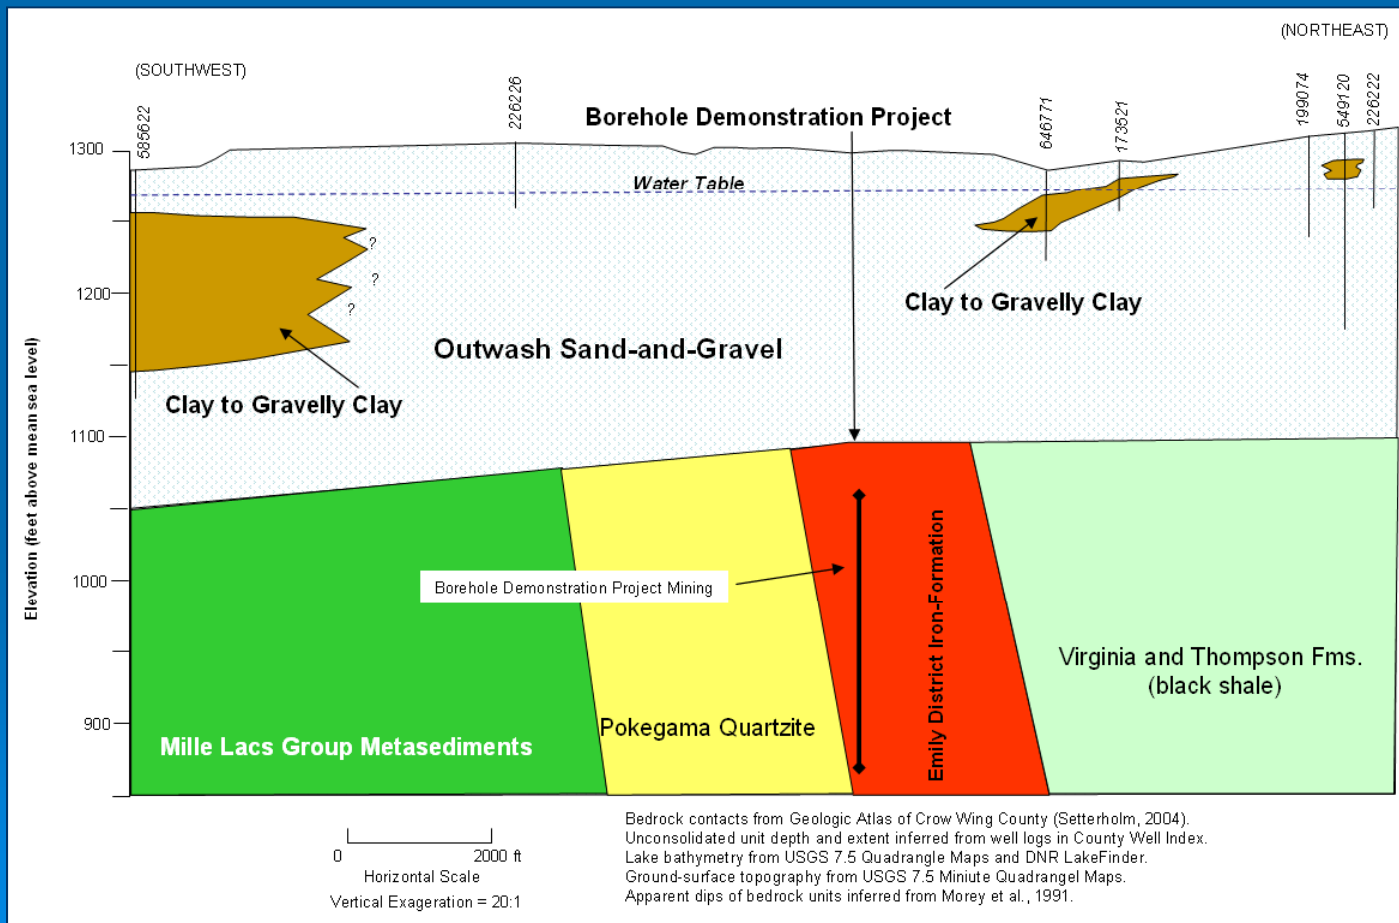 (NORTHEAST)
(SOUTHWEST)
585622
226226
Borehole Demonstration Project
646771
173521
199074
549120
226222
1300
Water Table
?
?
?
1200
Clay to Gravelly Clay
Outwash Sand-and-Gravel
Clay to Gravelly Clay
1100
Elevation (feet above mean sea level)
1000
Borehole Demonstration Project Mining
Emily District Iron-Formation
Virginia and Thompson Fms.
(black shale)
900
Pokegama Quartzite
Mille Lacs Group Metasediments
0 2000 ft
Horizontal Scale
Vertical Exageration = 20:1
Bedrock contacts from Geologic Atlas of Crow Wing County (Setterholm, 2004).
Unconsolidated unit depth and extent inferred from well logs in County Well Index.
Lake bathymetry from USGS 7.5 Quadrangle Maps and DNR LakeFinder.
Ground-surface topography from USGS 7.5 Miniute Quadrangel Maps.
Apparent dips of bedrock units inferred from Morey et al., 1991.